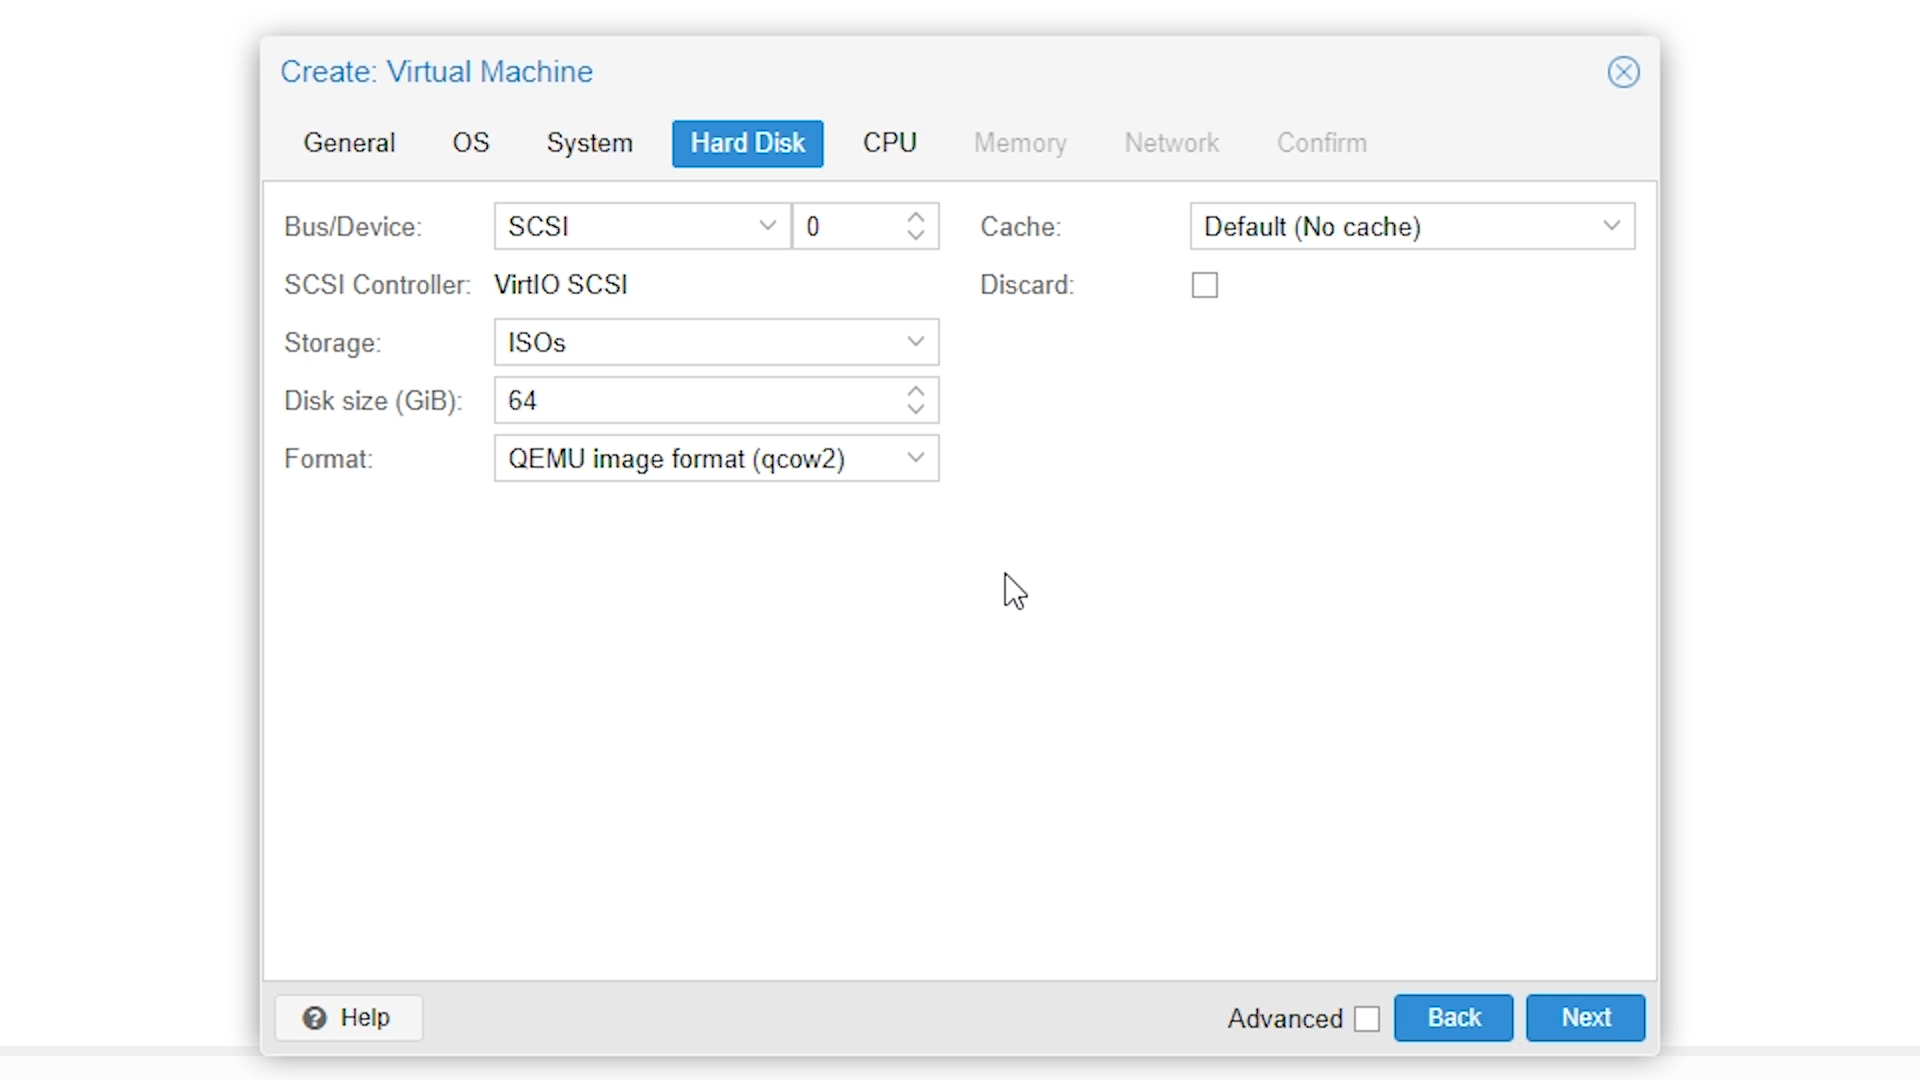 Create: Virtual Machine
General OS System Hard Disk CPU Memory Network Confirm
Bus/Device: SCSI 0 Cache: Default (No cache)
SCSI Controller: VirtIO SCSI Discard:
Storage: ISOs
Disk size (GiB): 64
Format: QEMU image format (qcow2)
Help Advanced Back Next